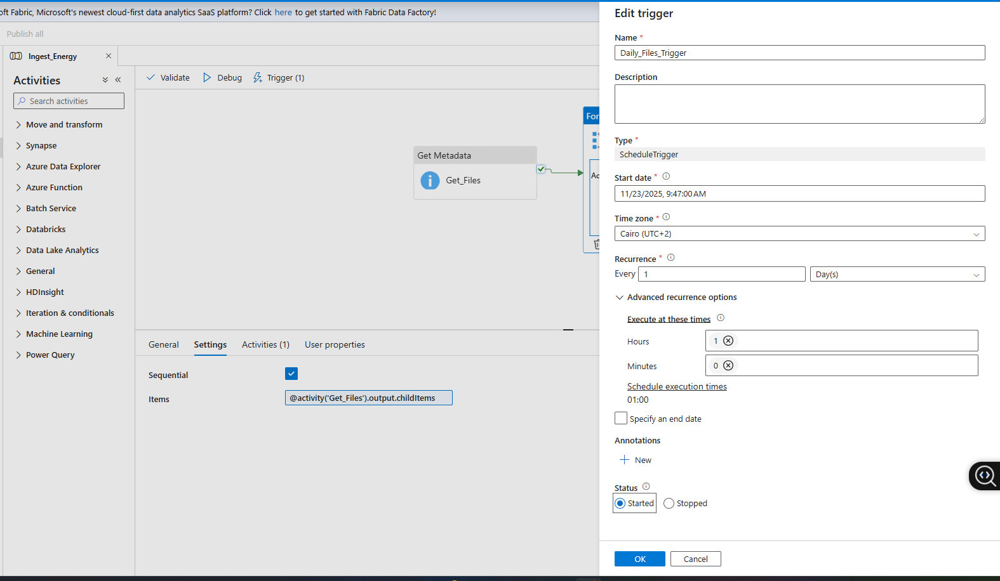 oft Fabric, Microsoft's newest cloud-first data analytics SaaS platform? Click here to get started with Fabric Data Factory!
Publish all
Ingest_Energy
Activities
Search activities
Move and transform
Synapse
Azure Data Explorer
Azure Function
Batch Service
Databricks
Data Lake Analytics
General
HDInsight
Iteration & conditionals
Machine Learning
Power Query
Validate
Debug
Trigger (1)
Get Metadata
Get_Files
For
Ac
General
Settings
Activities (1)
User properties
Sequential
Items
@activity('Get_Files').output.childItems
Edit trigger
Name *
Daily_Files_Trigger
Description
Type *
ScheduleTrigger
Start date *
11/23/2025, 9:47:00 AM
Time zone *
Cairo (UTC+2)
Recurrence *
Every 1 Day(s)
Advanced recurrence options
Execute at these times
Hours 1
Minutes 0
Schedule execution times
01:00
Specify an end date
Annotations
New
Status
Started Stopped
OK Cancel